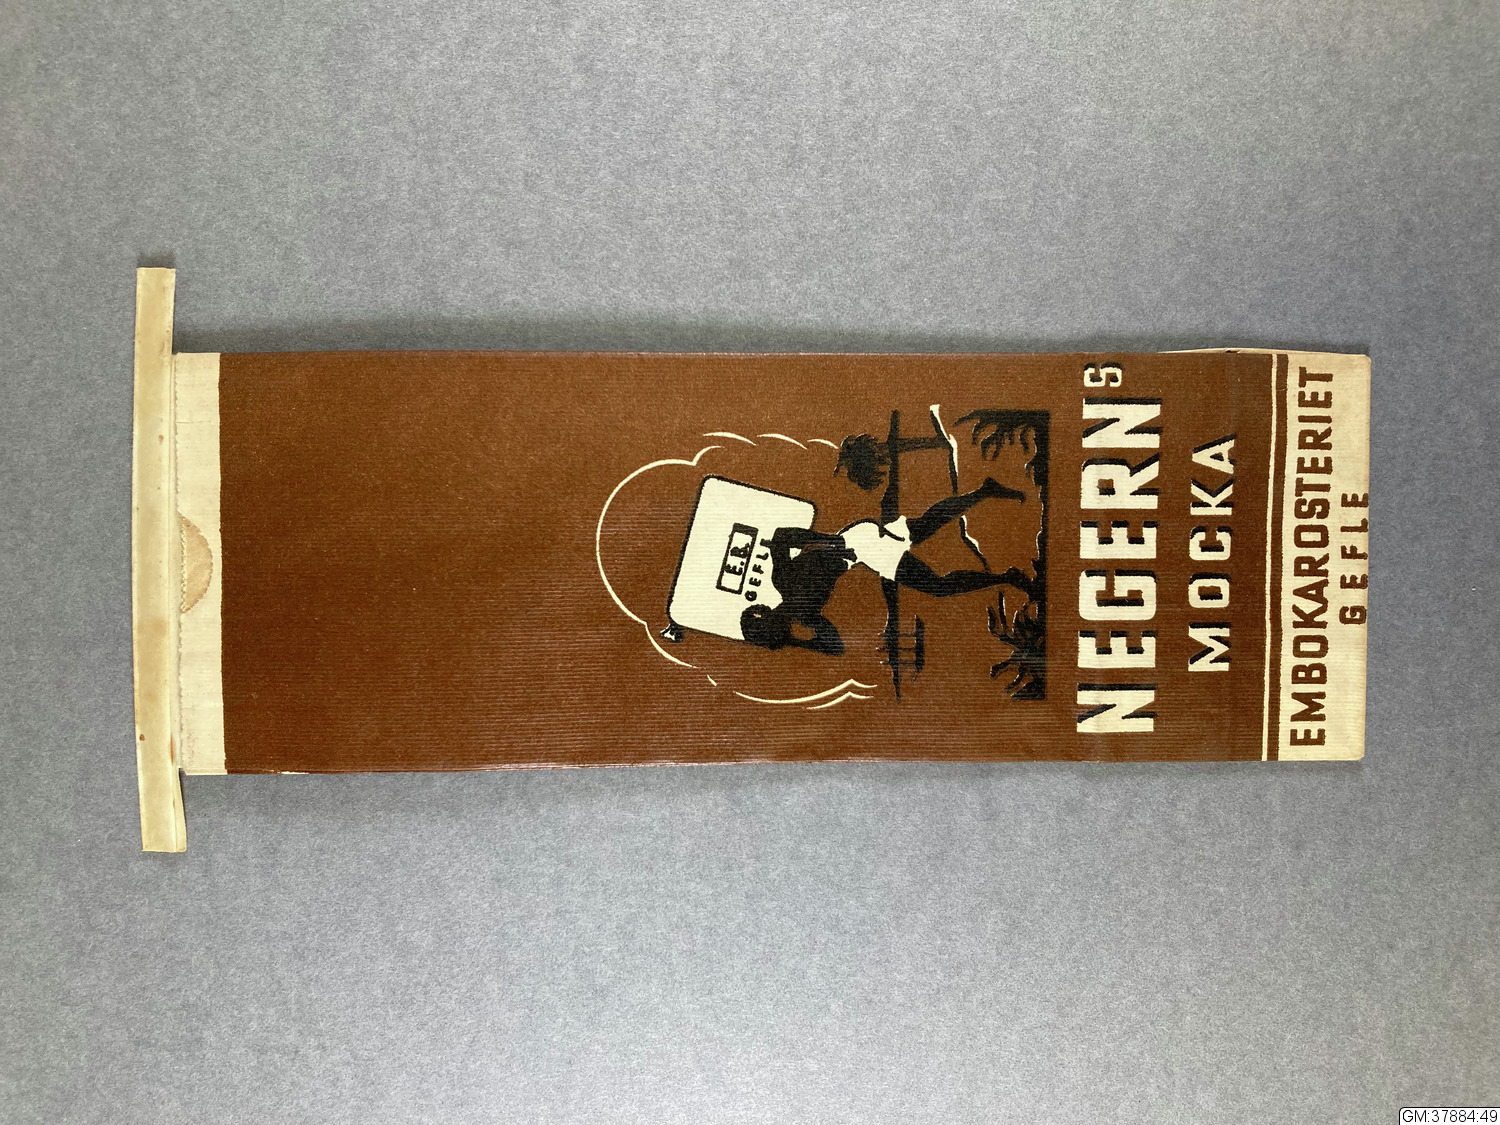 E.R.
GEFLE
NEGERNS
MOCKA
EMBOKAROSTERIET
GEFLE
GM:37884:49